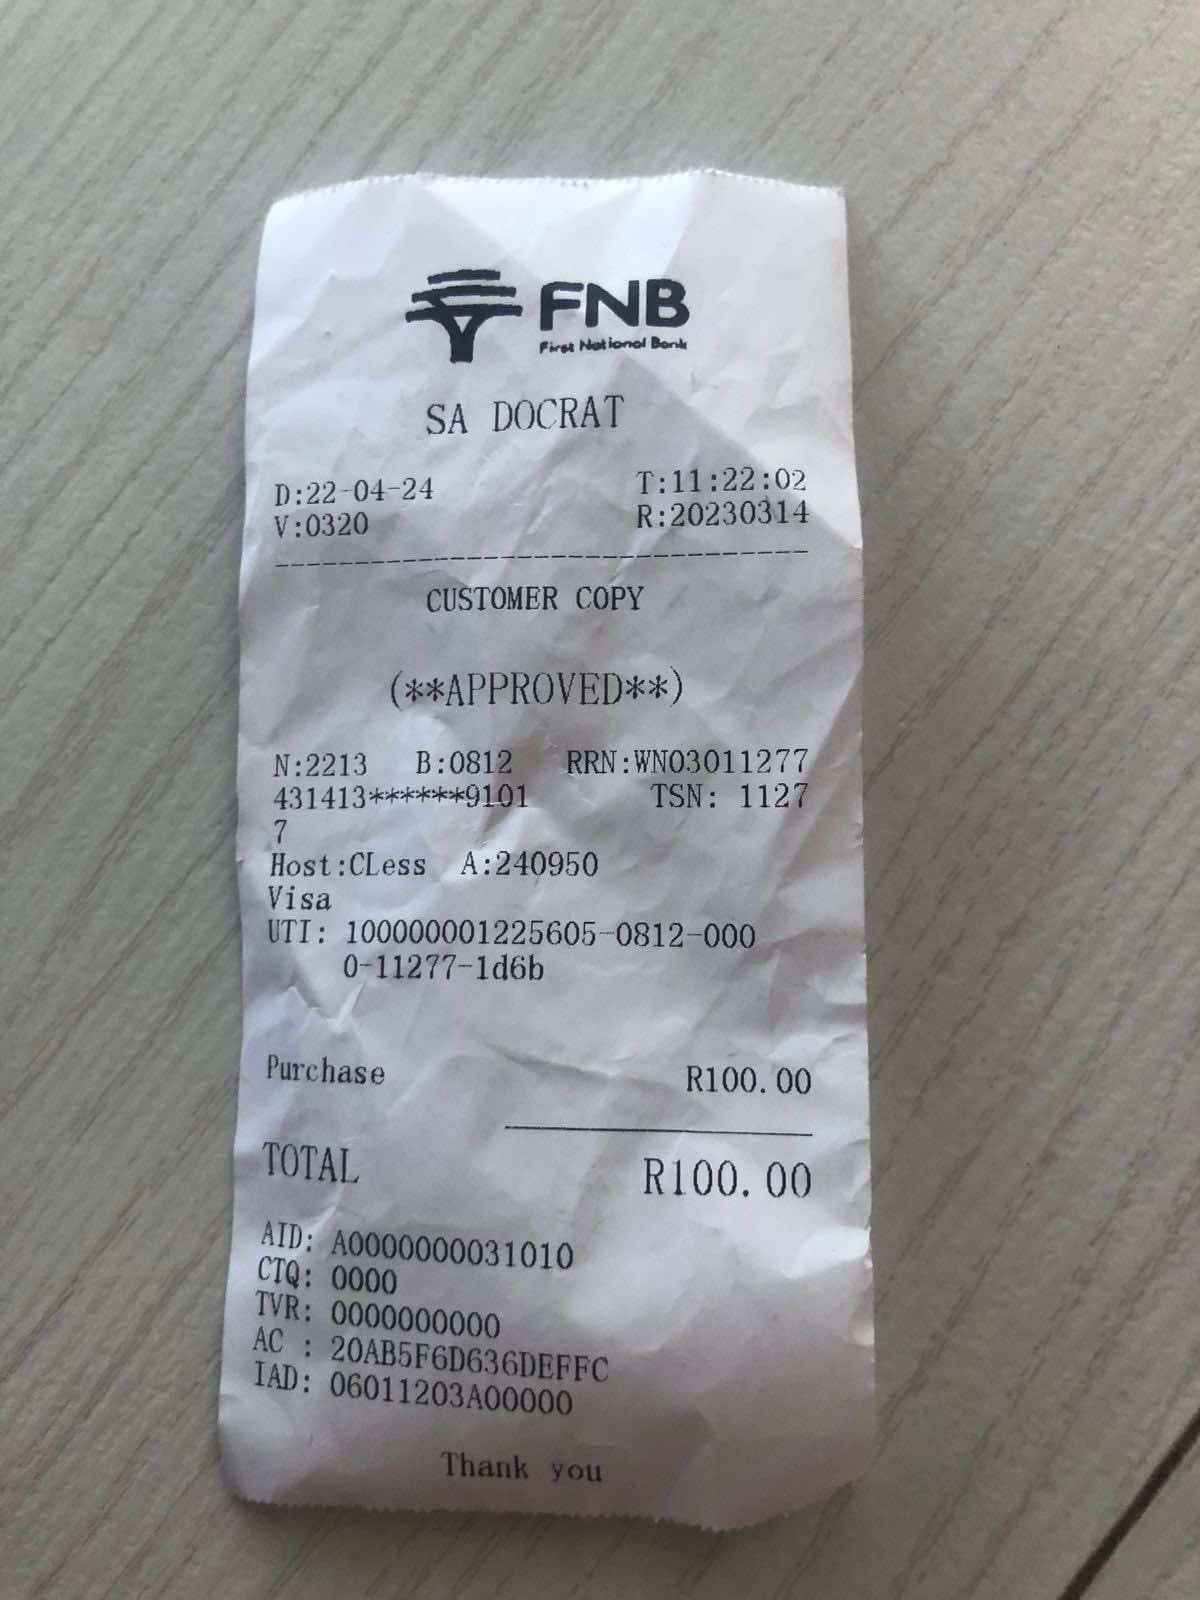 FNB
First National Bank
SA DOCRAT
D:22-04-24 T:11:22:02
V:0320 R:20230314
CUSTOMER COPY
(**APPROVED**)
N:2213 B:0812 RRN:WNO3011277
431413******9101 TSN: 1127
7
Host:CLess A:240950
Visa
UTI: 100000001225605-0812-000
0-11277-1d6b
Purchase R100.00
TOTAL R100.00
AID: A0000000031010
CTQ: 0000
TVR: 0000000000
AC : 20AB5F6D636DEFFC
IAD: 06011203A00000
Thank you